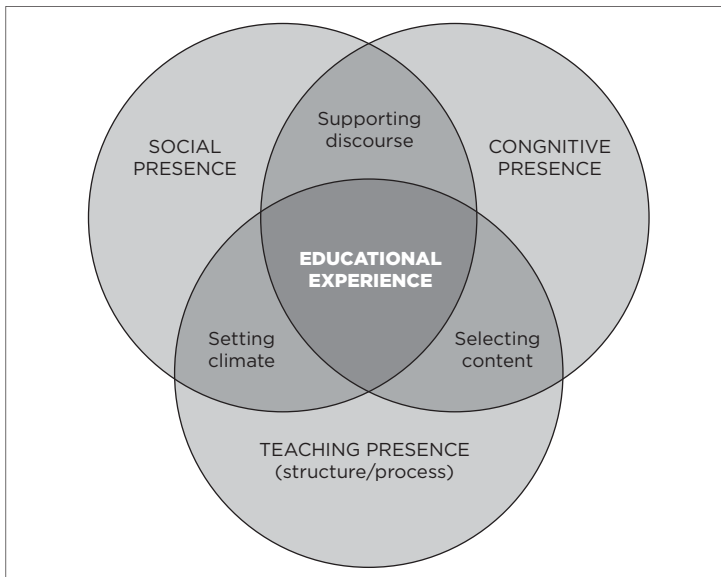 Supporting
discourse
SOCIAL
PRESENCE
CONGNITIVE
PRESENCE
EDUCATIONAL
EXPERIENCE
Setting
climate
Selecting
content
TEACHING PRESENCE
(structure/process)